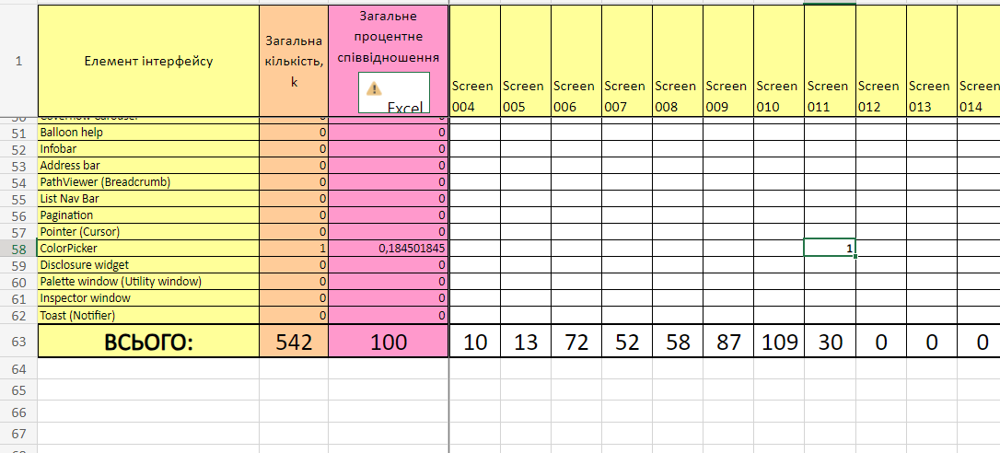 1 Елемент інтерфейсу Загальна кількість, k Загальне процентне співвідношення Excel Screen 004 Screen 005 Screen 006 Screen 007 Screen 008 Screen 009 Screen 010 Screen 011 Screen 012 Screen 013 Screen 014
51 Balloon help 0 0
52 Infobar 0 0
53 Address bar 0 0
54 PathViewer (Breadcrumb) 0 0
55 List Nav Bar 0 0
56 Pagination 0 0
57 Pointer (Cursor) 0 0
58 ColorPicker 1 0,184501845 1
59 Disclosure widget 0 0
60 Palette window (Utility window) 0 0
61 Inspector window 0 0
62 Toast (Notifier) 0 0
63 ВСЬОГО: 542 100 10 13 72 52 58 87 109 30 0 0 0
64
65
66
67